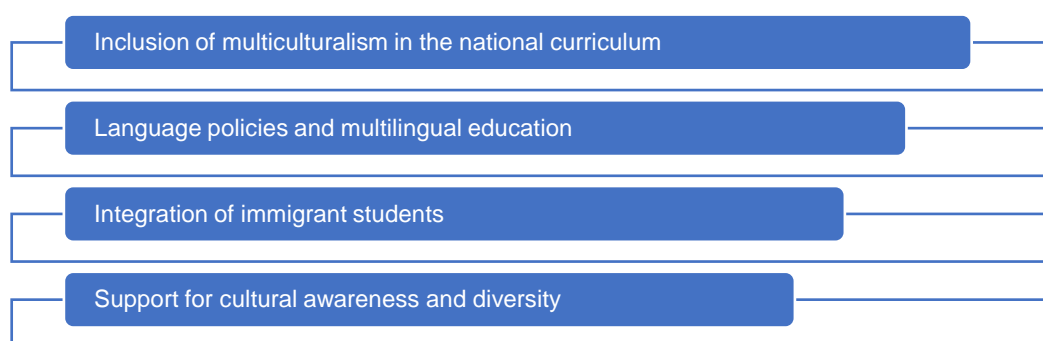 Inclusion of multiculturalism in the national curriculum
Language policies and multilingual education
Integration of immigrant students
Support for cultural awareness and diversity